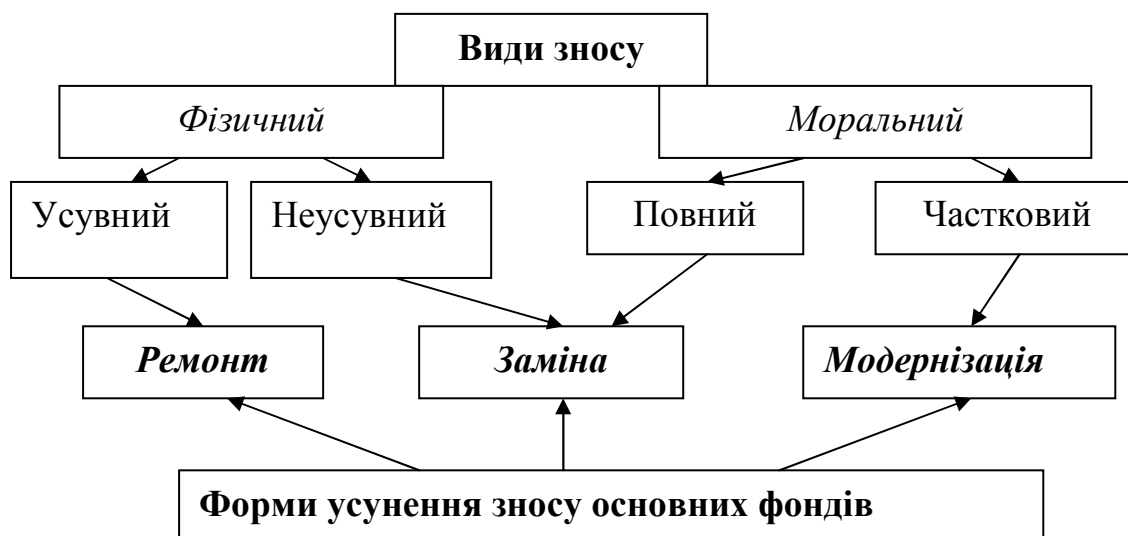 Види зносу
Фізичний
Моральний
Усувний
Неусувний
Повний
Частковий
Ремонт
Заміна
Модернізація
Форми усунення зносу основних фондів